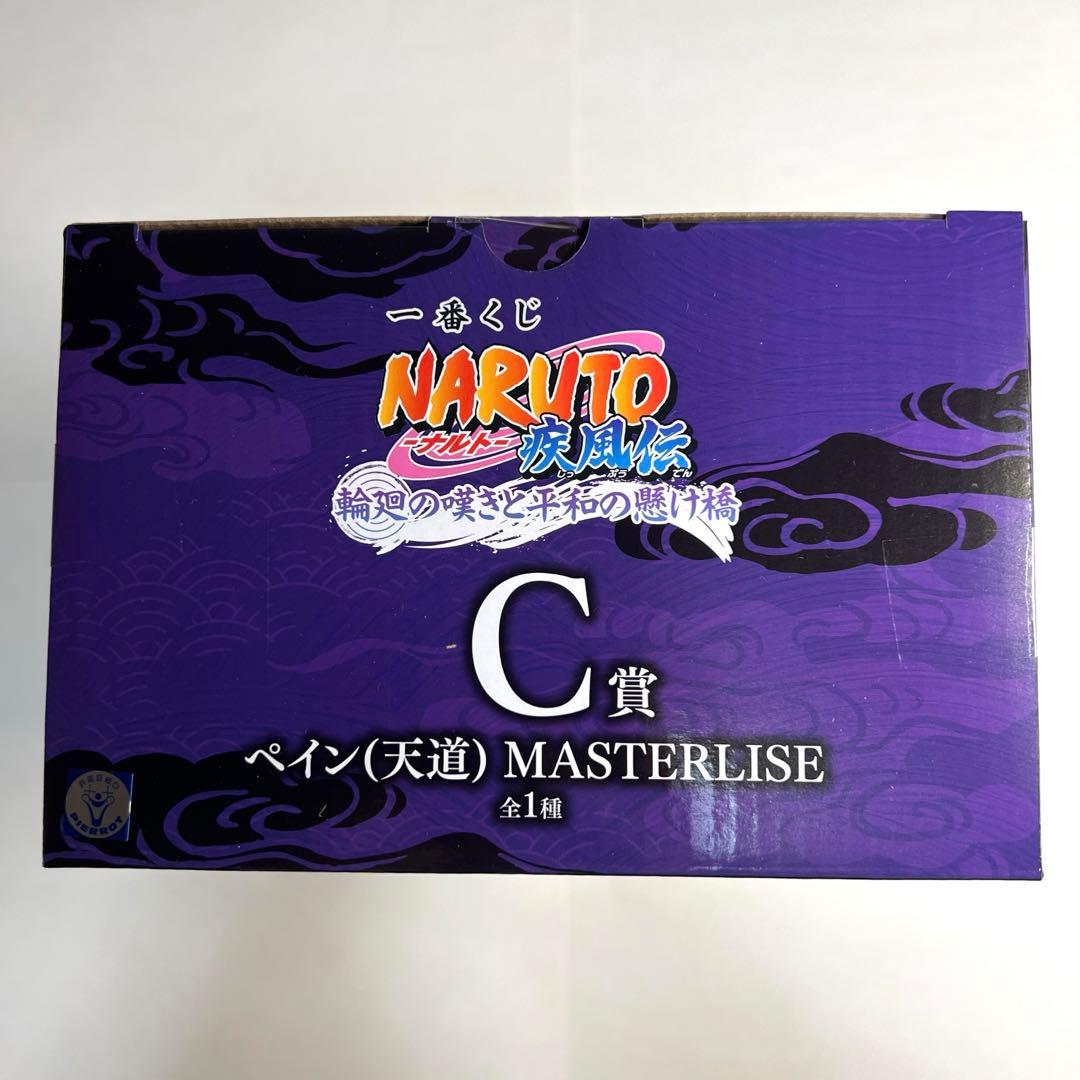 一番くじ
NARUTO
-ナルト-
疾風伝
しっぷうでん
輪廻の嘆きと平和の懸け橋
C賞
ペイン(天道) MASTERLISE
全1種
PIERROT